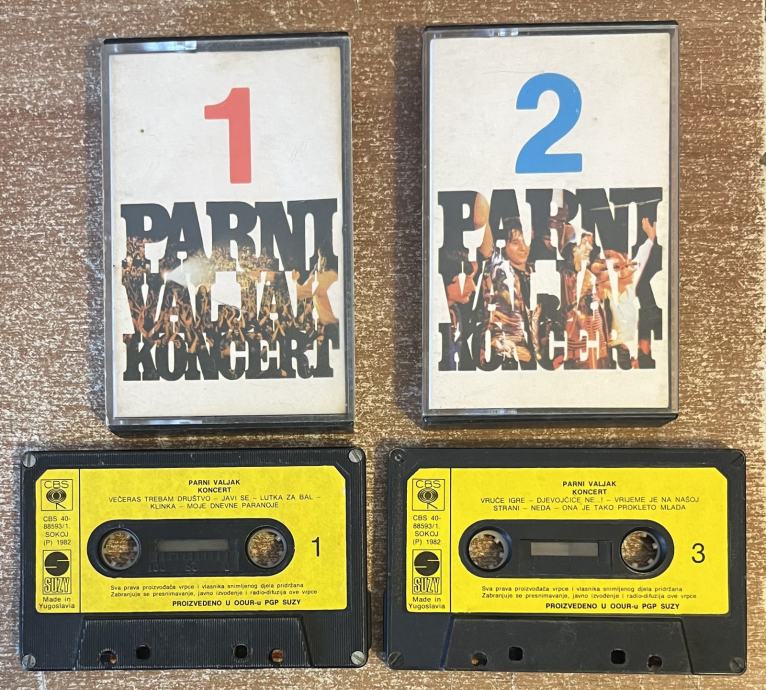 1
PARNI
VALJAK
KONCERT
2
PARNI
VALJAK
KONCERT
CBS
CBS 40-
88593/1.
SOKOJ
(P) 1982
SUZY
Made in
Yugoslavia
PARNI VALJAK
KONCERT
VEČERAS TREBAM DRUŠTVO – JAVI SE – LUTKA ZA BAL –
KLINKA – MOJE DNEVNE PARANOJE
1
Sva prava proizvođača vrpce i vlasnika snimljenog djela pridržana
Zabranjuje se presnimavanje, javno izvođenje i radio-difuzija ove vrpce
PROIZVEDENO U OOUR-u PGP SUZY
CBS
CBS 40-
88593/1.
SOKOJ
(P) 1982
SUZY
Made in
Yugoslavia
PARNI VALJAK
KONCERT
VRUĆE IGRE – DJEVOJČICE NE..! – VRIJEME JE NA NAŠOJ
STRANI – NEDA – ONA JE TAKO PROKLETO MLADA
3
Sva prava proizvođača vrpce i vlasnika snimljenog djela pridržana
Zabranjuje se presnimavanje, javno izvođenje i radio-difuzija ove vrpce
PROIZVEDENO U OOUR-u PGP SUZY